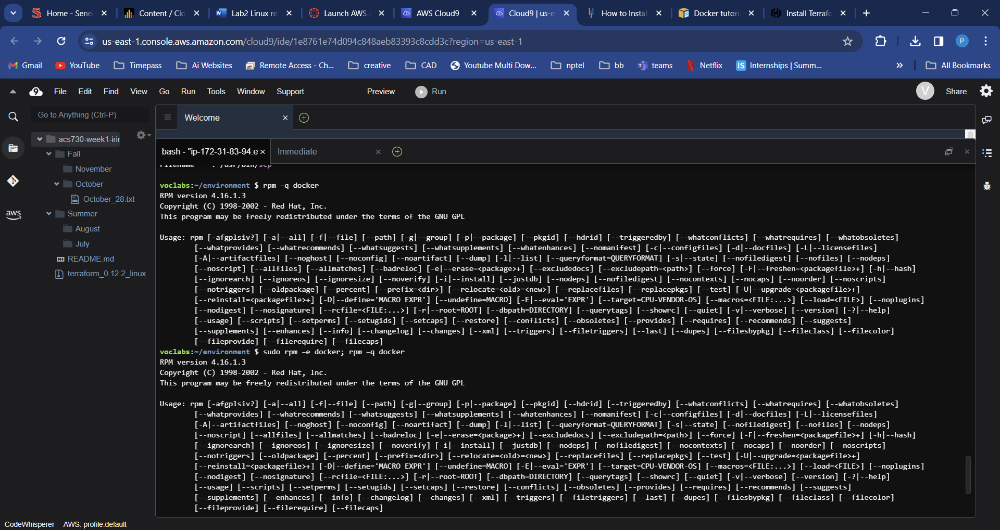 Home - Sene
Content / Clo
Lab2 Linux re
Launch AWS
AWS Cloud9
Cloud9 | us-e
How to Instal
Docker tutori
Install Terrafo
us-east-1.console.aws.amazon.com/cloud9/ide/1e8761e74d094c848aeb83393c8cdd3c?region=us-east-1
P
Gmail
YouTube
Timepass
Ai Websites
Remote Access - Ch...
creative
CAD
Youtube Multi Dow...
nptel
bb
teams
Netflix
IS Internships | Summ...
All Bookmarks
9 File Edit Find View Go Run Tools Window Support Preview Run
V Share
Go to Anything (Ctrl-P)
acs730-week1-irir
Fall
November
October
October_28.txt
Summer
August
July
README.md
terraform_0.12.2_linux
aws
Welcome
bash - "ip-172-31-83-94.e
Immediate
Filename : /usr/bin/scp
voclabs:~/environment $ rpm –q docker
RPM version 4.16.1.3
Copyright (C) 1998-2002 - Red Hat, Inc.
This program may be freely redistributed under the terms of the GNU GPL
Usage: rpm [-afgplsiv?] [-a|--all] [-f|--file] [--path] [-g|--group] [-p|--package] [--pkgid] [--hdrid] [--triggeredby] [--whatconflicts] [--whatrequires] [--whatobsoletes]
[--whatprovides] [--whatrecommends] [--whatsuggests] [--whatsupplements] [--whatenhances] [--nomanifest] [-c|--configfiles] [-d|--docfiles] [-L|--licensefiles]
[-A|--artifactfiles] [--noghost] [--noconfig] [--noartifact] [--dump] [-l|--list] [--queryformat=QUERYFORMAT] [-s|--state] [--nofiledigest] [--nofiles] [--nodeps]
[--noscript] [--allfiles] [--allmatches] [--badreloc] [-e|--erase=<package>+] [--excludedocs] [--excludepath=<path>] [--force] [-F|--freshen=<packagefile>+] [-h|--hash]
[--ignorearch] [--ignoreos] [--ignoresize] [--noverify] [-i|--install] [--justdb] [--nodeps] [--nofiledigest] [--nocontexts] [--nocaps] [--noorder] [--noscripts]
[--notriggers] [--oldpackage] [--percent] [--prefix=<dir>] [--relocate=<old>=<new>] [--replacefiles] [--replacepkgs] [--test] [-U|--upgrade=<packagefile>+]
[--reinstall=<packagefile>+] [-D|--define='MACRO EXPR'] [--undefine=MACRO] [-E|--eval='EXPR'] [--target=CPU-VENDOR-OS] [--macros=<FILE:...>] [--load=<FILE>] [--noplugins]
[--nodigest] [--nosignature] [--rcfile=<FILE:...>] [-r|--root=ROOT] [--dbpath=DIRECTORY] [--querytags] [--showrc] [--quiet] [-v|--verbose] [--version] [-?|--help]
[--usage] [--scripts] [--setperms] [--setugids] [--setcaps] [--restore] [--conflicts] [--obsoletes] [--provides] [--requires] [--recommends] [--suggests]
[--supplements] [--enhances] [--info] [--changelog] [--changes] [--xml] [--triggers] [--filetriggers] [--last] [--dupes] [--filesbypkg] [--fileclass] [--filecolor]
[--fileprovide] [--filerequire] [--filecaps]
voclabs:~/environment $ sudo rpm –e docker; rpm –q docker
RPM version 4.16.1.3
Copyright (C) 1998-2002 - Red Hat, Inc.
This program may be freely redistributed under the terms of the GNU GPL
Usage: rpm [-afgplsiv?] [-a|--all] [-f|--file] [--path] [-g|--group] [-p|--package] [--pkgid] [--hdrid] [--triggeredby] [--whatconflicts] [--whatrequires] [--whatobsoletes]
[--whatprovides] [--whatrecommends] [--whatsuggests] [--whatsupplements] [--whatenhances] [--nomanifest] [-c|--configfiles] [-d|--docfiles] [-L|--licensefiles]
[-A|--artifactfiles] [--noghost] [--noconfig] [--noartifact] [--dump] [-l|--list] [--queryformat=QUERYFORMAT] [-s|--state] [--nofiledigest] [--nofiles] [--nodeps]
[--noscript] [--allfiles] [--allmatches] [--badreloc] [-e|--erase=<package>+] [--excludedocs] [--excludepath=<path>] [--force] [-F|--freshen=<packagefile>+] [-h|--hash]
[--ignorearch] [--ignoreos] [--ignoresize] [--noverify] [-i|--install] [--justdb] [--nodeps] [--nofiledigest] [--nocontexts] [--nocaps] [--noorder] [--noscripts]
[--notriggers] [--oldpackage] [--percent] [--prefix=<dir>] [--relocate=<old>=<new>] [--replacefiles] [--replacepkgs] [--test] [-U|--upgrade=<packagefile>+]
[--reinstall=<packagefile>+] [-D|--define='MACRO EXPR'] [--undefine=MACRO] [-E|--eval='EXPR'] [--target=CPU-VENDOR-OS] [--macros=<FILE:...>] [--load=<FILE>] [--noplugins]
[--nodigest] [--nosignature] [--rcfile=<FILE:...>] [-r|--root=ROOT] [--dbpath=DIRECTORY] [--querytags] [--showrc] [--quiet] [-v|--verbose] [--version] [-?|--help]
[--usage] [--scripts] [--setperms] [--setugids] [--setcaps] [--restore] [--conflicts] [--obsoletes] [--provides] [--requires] [--recommends] [--suggests]
[--supplements] [--enhances] [--info] [--changelog] [--changes] [--xml] [--triggers] [--filetriggers] [--last] [--dupes] [--filesbypkg] [--fileclass] [--filecolor]
[--fileprovide] [--filerequire] [--filecaps]
CodeWhisperer AWS: profile:default